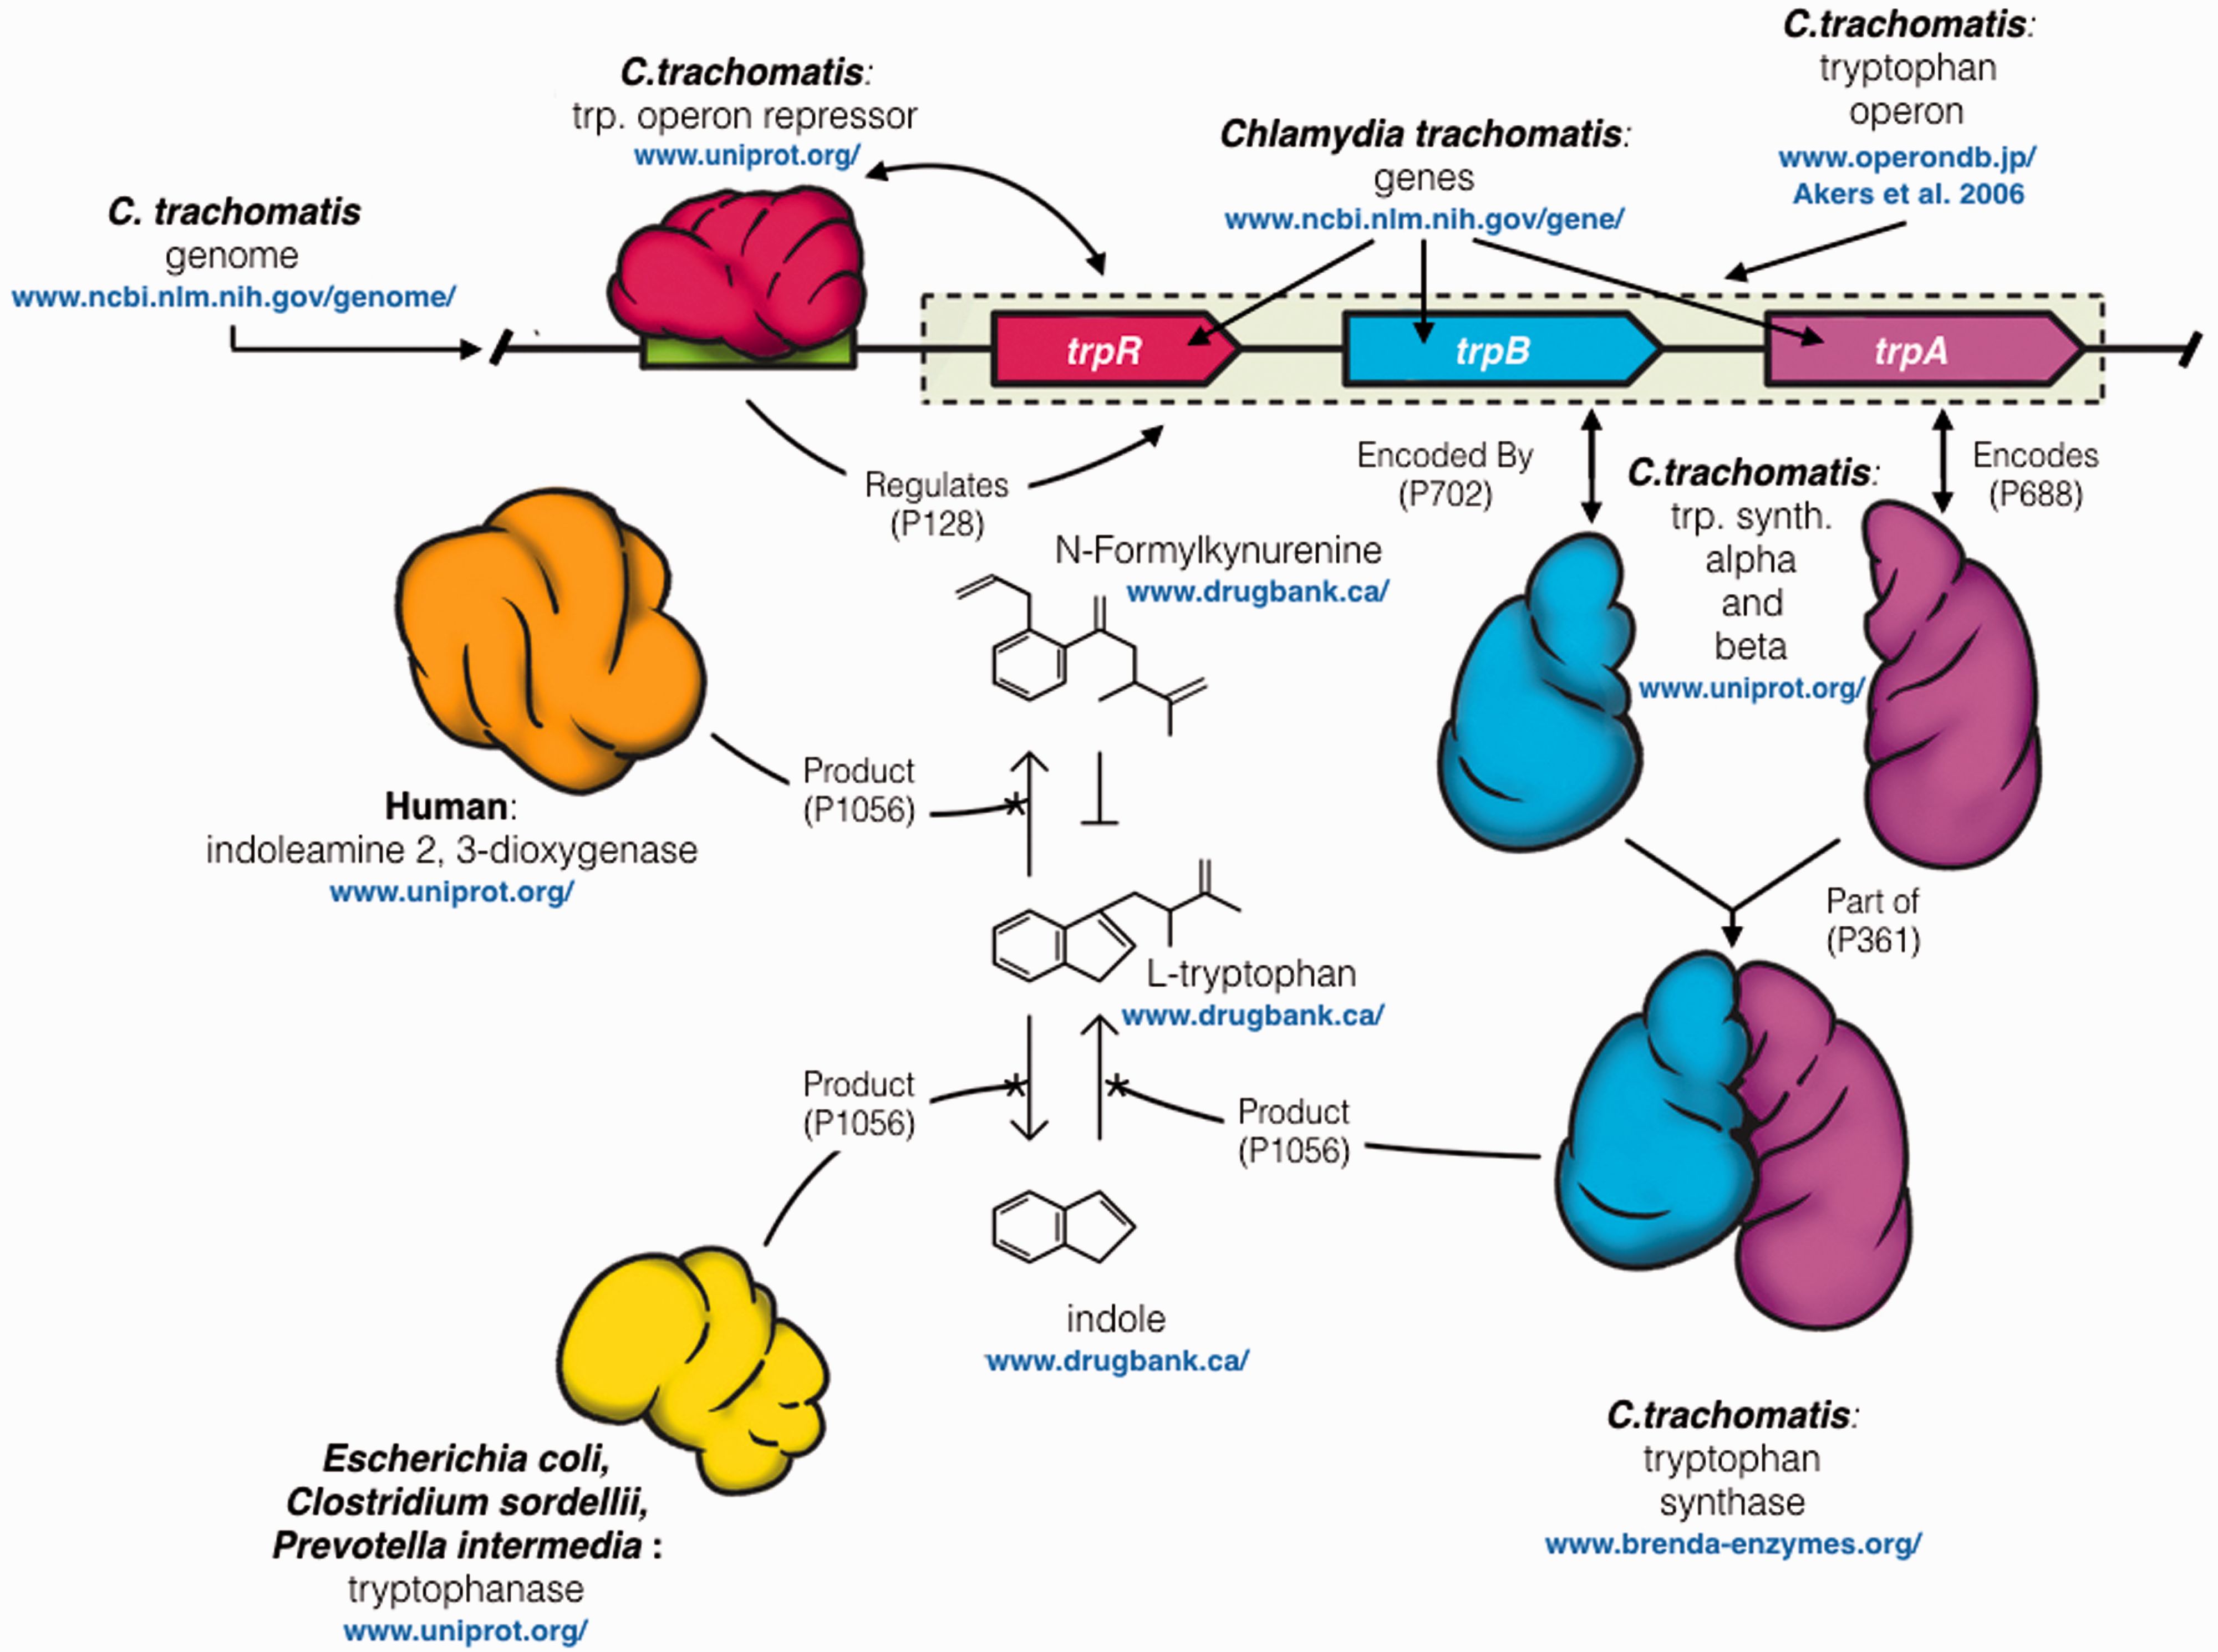 C.trachomatis:
tryptophan
operon
www.operondb.jp/
Akers et al. 2006
C.trachomatis:
trp. operon repressor
www.uniprot.org/
Chlamydia trachomatis:
genes
www.ncbi.nlm.nih.gov/gene/
C. trachomatis
genome
www.ncbi.nlm.nih.gov/genome/
trpR
trpB
trpA
Regulates
(P128)
Encoded By
(P702)
C.trachomatis:
trp. synth.
alpha
and
beta
www.uniprot.org/
Encodes
(P688)
N-Formylkynurenine
www.drugbank.ca/
Product
(P1056)
Human:
indoleamine 2, 3-dioxygenase
www.uniprot.org/
Part of
(P361)
L-tryptophan
www.drugbank.ca/
Product
(P1056)
Product
(P1056)
indole
www.drugbank.ca/
Escherichia coli,
Clostridium sordellii,
Prevotella intermedia :
tryptophanase
www.uniprot.org/
C.trachomatis:
tryptophan
synthase
www.brenda-enzymes.org/